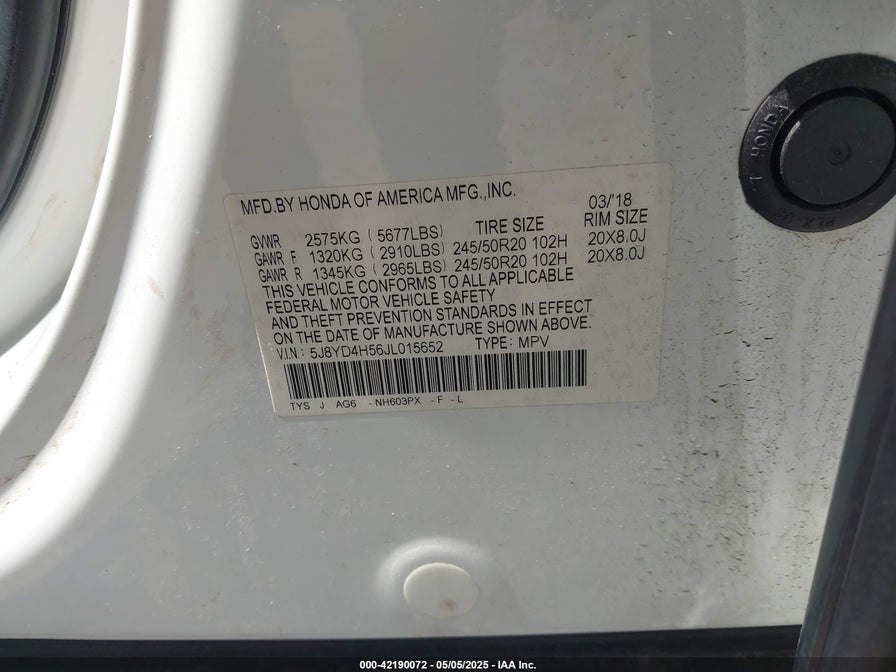 MFD.BY HONDA OF AMERICA MFG.,INC. 03/'18
GVWR 2575KG ( 5677LBS) TIRE SIZE RIM SIZE
GAWR F 1320KG ( 2910LBS) 245/50R20 102H 20X8.0J
GAWR R 1345KG ( 2965LBS) 245/50R20 102H 20X8.0J
THIS VEHICLE CONFORMS TO ALL APPLICABLE
FEDERAL MOTOR VEHICLE SAFETY
AND THEFT PREVENTION STANDARDS IN EFFECT
ON THE DATE OF MANUFACTURE SHOWN ABOVE.
V.I.N : 5J8YD4H56JL015652 TYPE: MPV
TYS J AG6 -NH603PX -F -L
HONDA
000-42190072 - 05/05/2025 - IAA Inc.